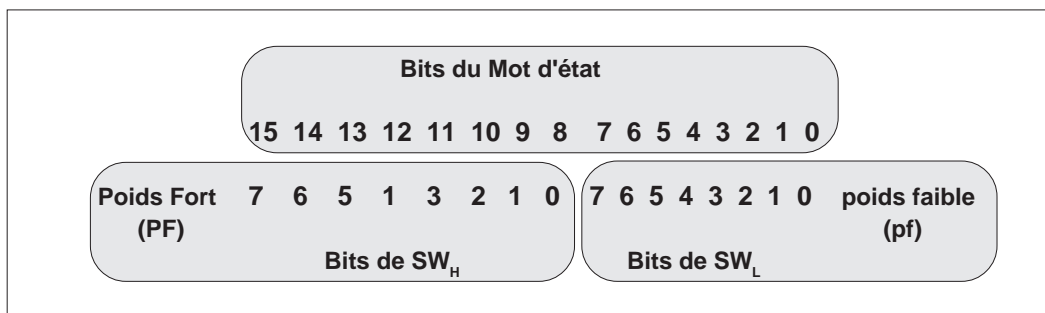 Bits du Mot d'état
15 14 13 12 11 10 9 8 7 6 5 4 3 2 1 0
Poids Fort 7 6 5 1 3 2 1 0 7 6 5 4 3 2 1 0 poids faible
(PF) (pf)
Bits de SWH Bits de SWL